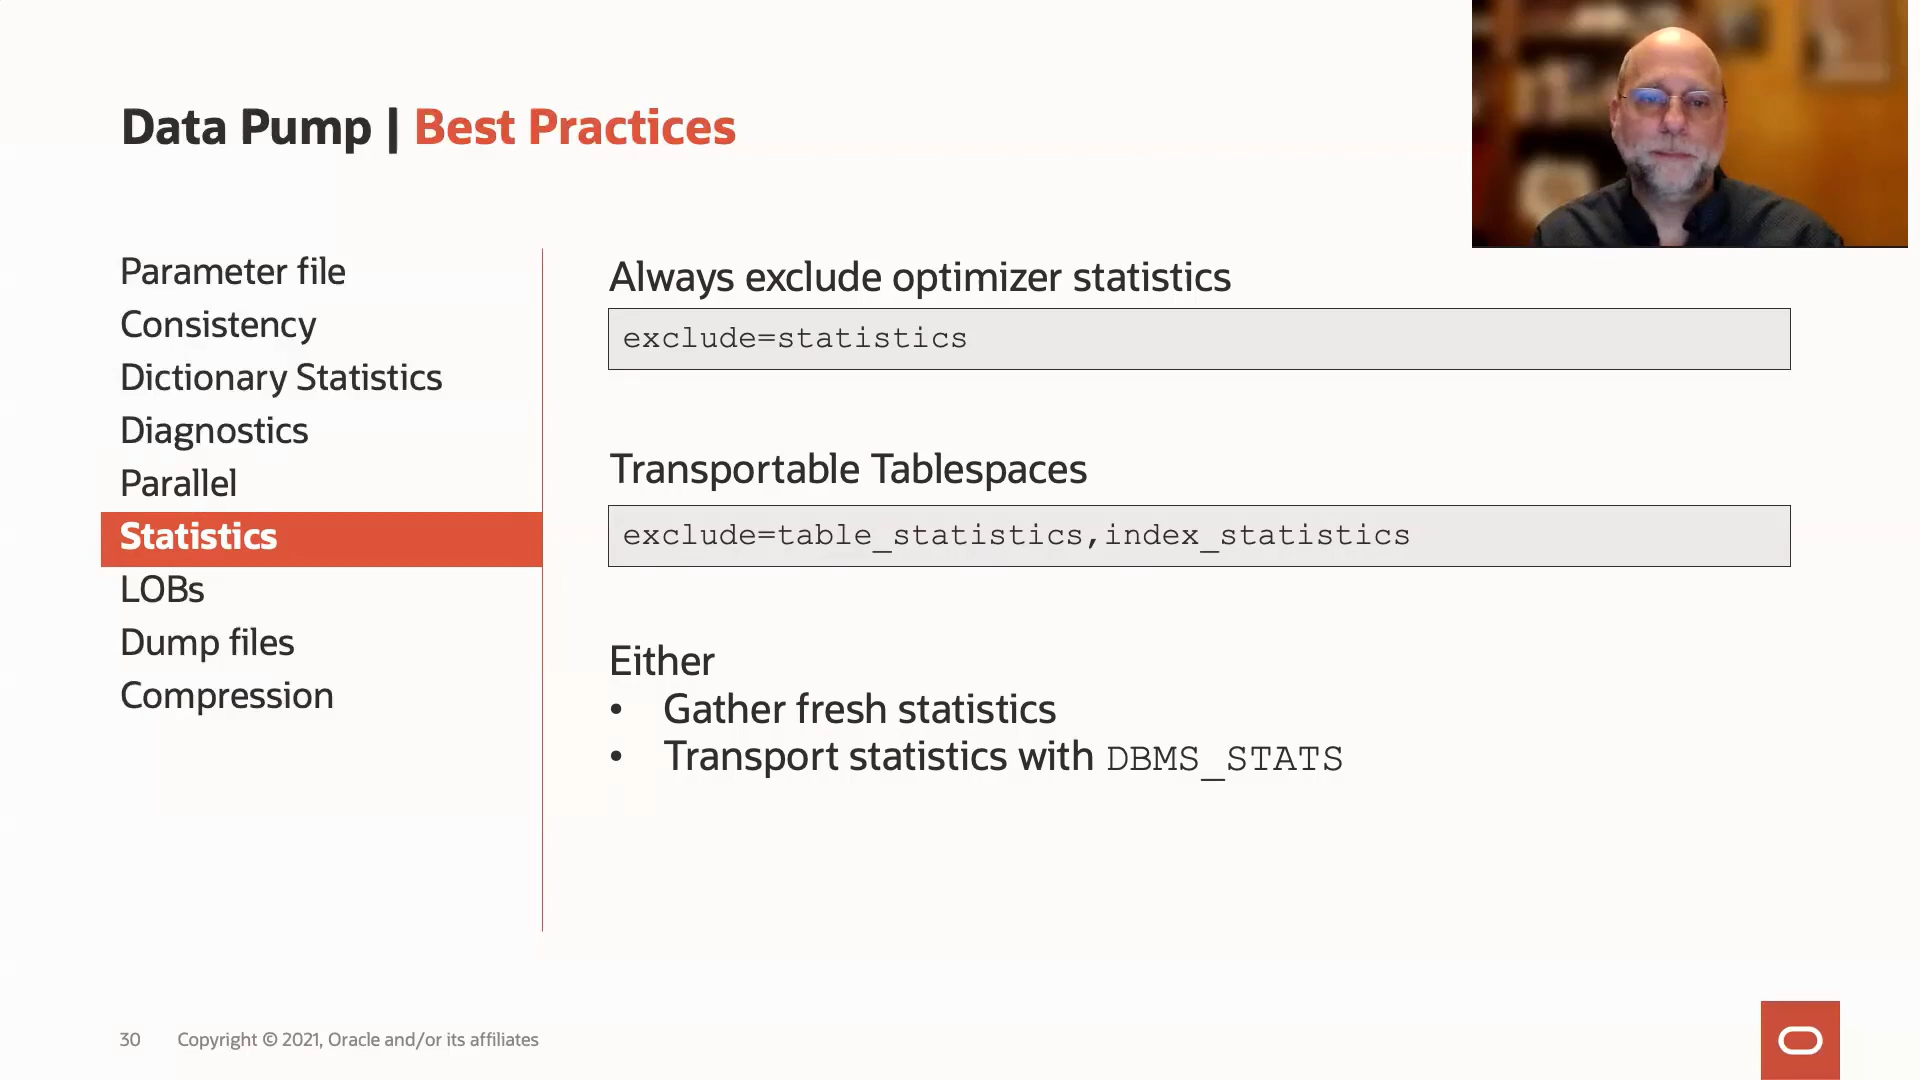 Data Pump | Best Practices
Parameter file
Consistency
Dictionary Statistics
Diagnostics
Parallel
Statistics
LOBs
Dump files
Compression
Always exclude optimizer statistics
exclude=statistics
Transportable Tablespaces
exclude=table_statistics,index_statistics
Either
• Gather fresh statistics
• Transport statistics with DBMS_STATS
30 Copyright © 2021, Oracle and/or its affiliates